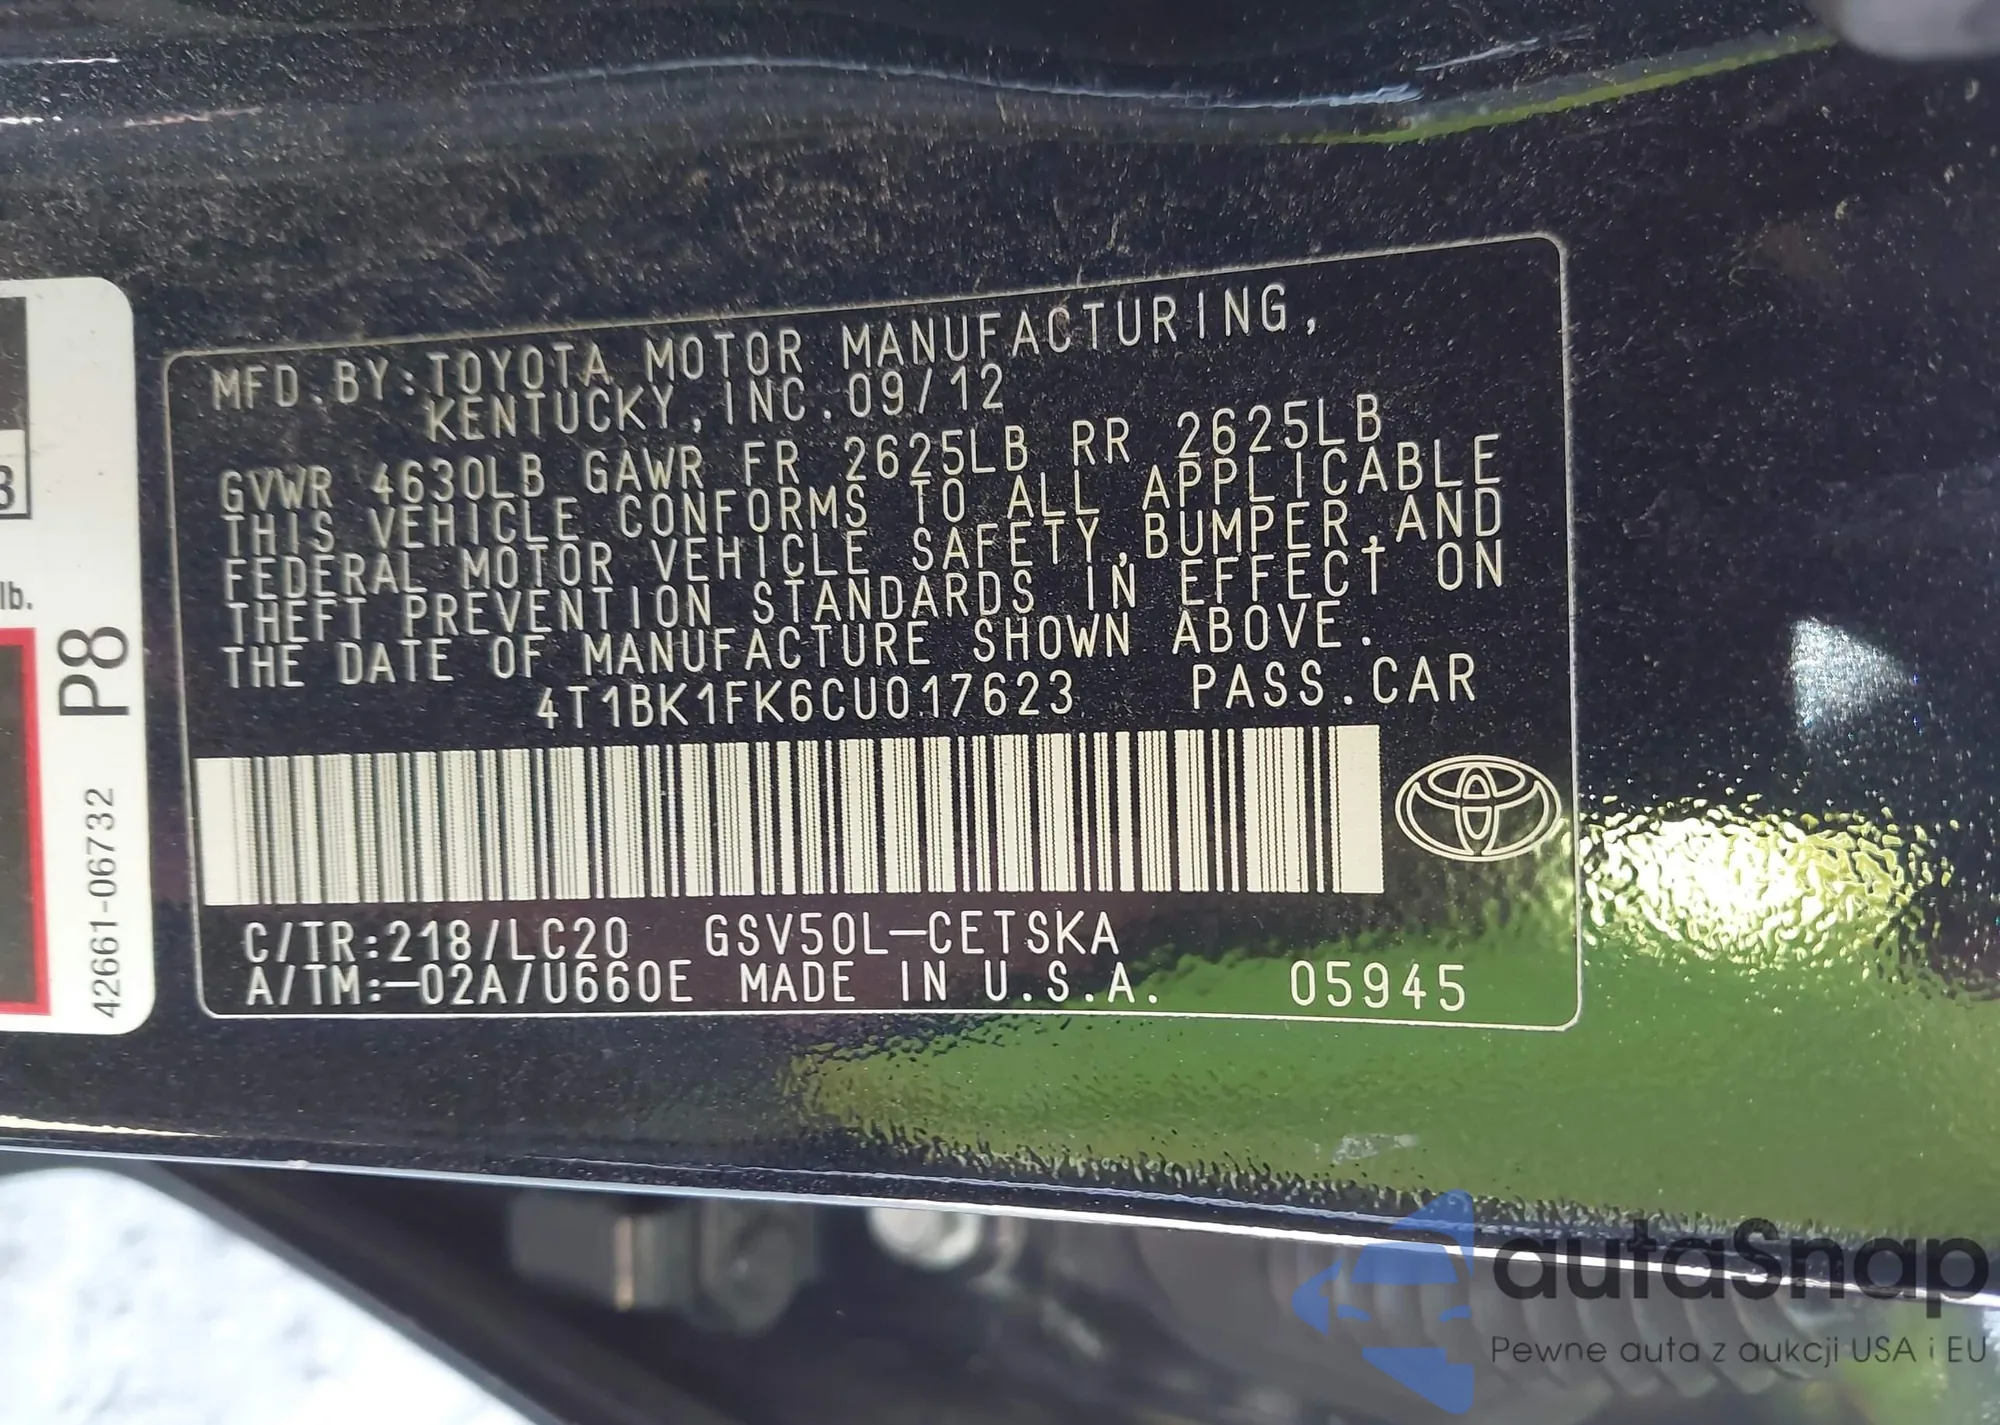 MFD.BY:TOYOTA MOTOR MANUFACTURING,
KENTUCKY,INC.09/12
GVWR 4630LB GAWR FR 2625LB RR 2625LB
THIS VEHICLE CONFORMS TO ALL APPLICABLE
FEDERAL MOTOR VEHICLE SAFETY,BUMPER,AND
THEFT PREVENTION STANDARDS IN EFFECT ON
THE DATE OF MANUFACTURE SHOWN ABOVE.
4T1BK1FK6CU017623 PASS.CAR
C/TR:218/LC20 GSV50L-CETSKA
A/TM:-02A/U660E MADE IN U.S.A. 05945
3
lb.
P8
42661-06732
autaSnap
Pewne auta z aukcji USA i EU